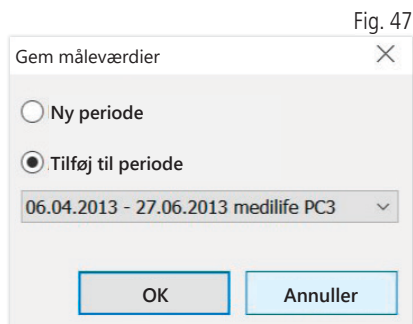 Fig. 47
Gem måleværdier
Ny periode
Tilføj til periode
06.04.2013 - 27.06.2013 medilife PC3
OK
Annuller